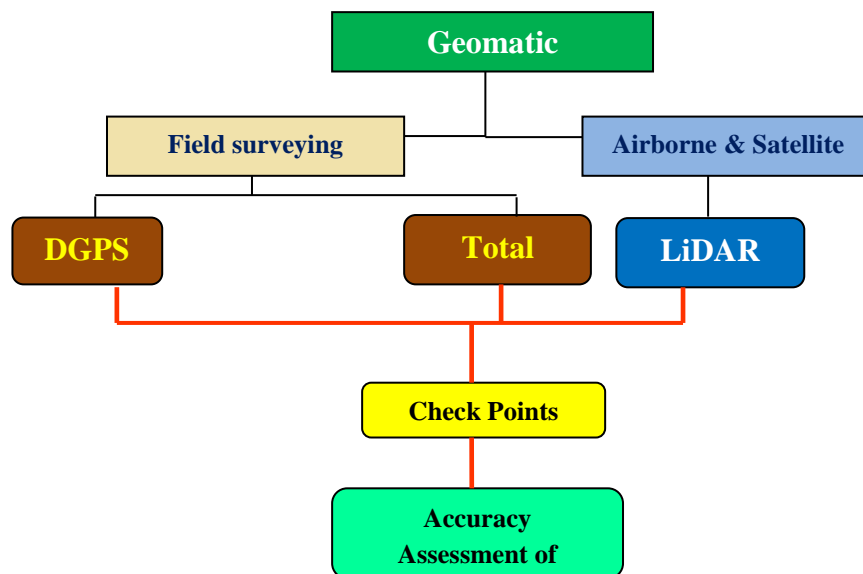 Geomatic
Field surveying
Airborne & Satellite
DGPS
Total
LiDAR
Check Points
Accuracy
Assessment of